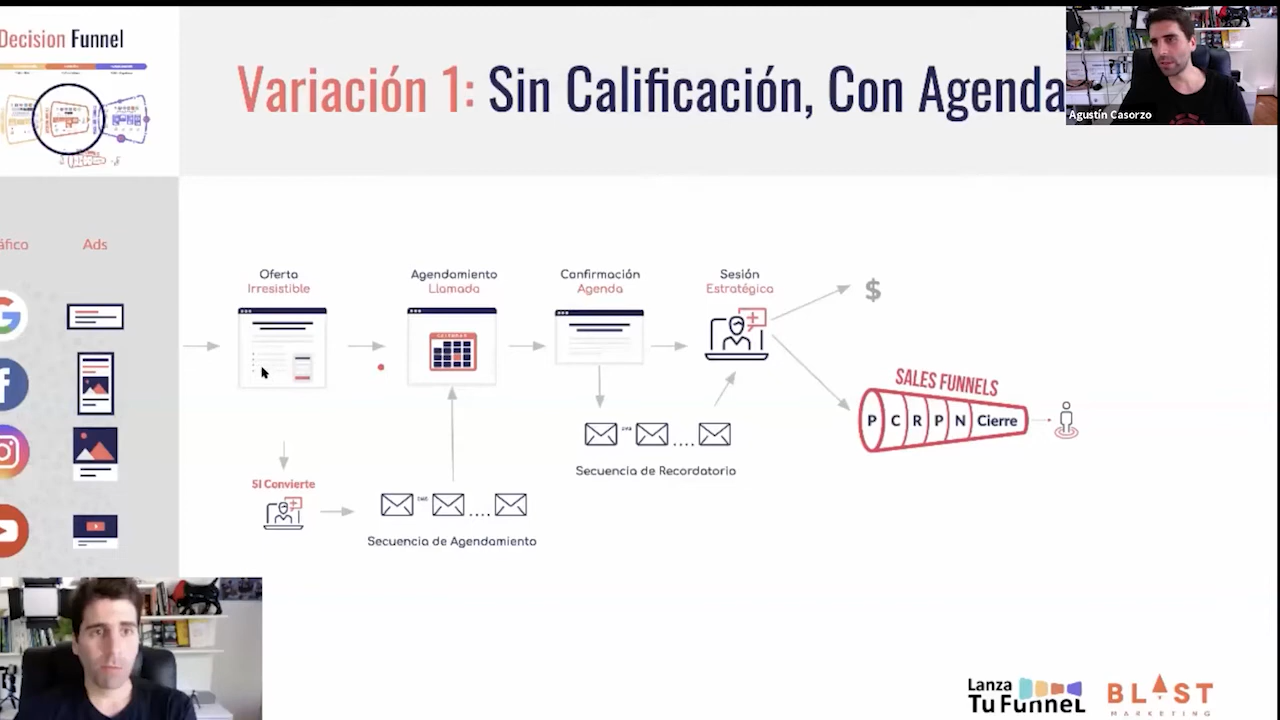 Decision Funnel
Variación 1: Sin Calificación, Con Agenda
Agustín Casorzo
áfico
Ads
Oferta
Irresistible
Agendamiento
Llamada
Confirmación
Agenda
Sesión
Estratégica
$
SALES FUNNELS
P C R P N Cierre
Secuencia de Recordatorio
SI Convierte
Secuencia de Agendamiento
Lanza
Tu FunneL
BLAST
MARKETING